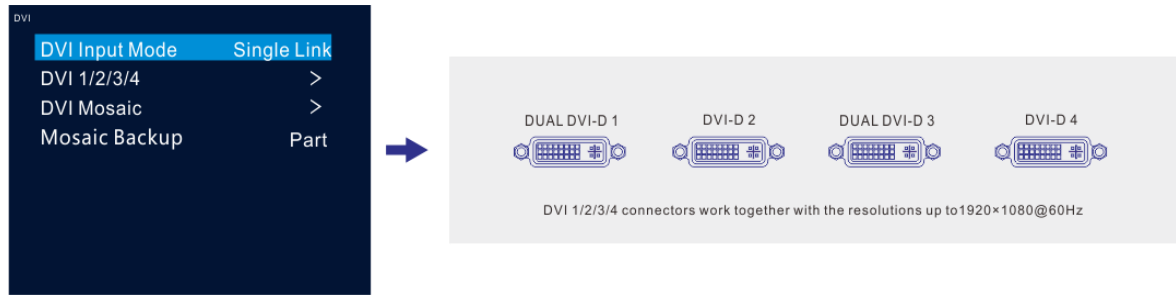 DVI
DVI Input Mode Single Link
DVI 1/2/3/4 >
DVI Mosaic >
Mosaic Backup Part
DUAL DVI-D 1 DVI-D 2 DUAL DVI-D 3 DVI-D 4
DVI 1/2/3/4 connectors work together with the resolutions up to1920×1080@60Hz